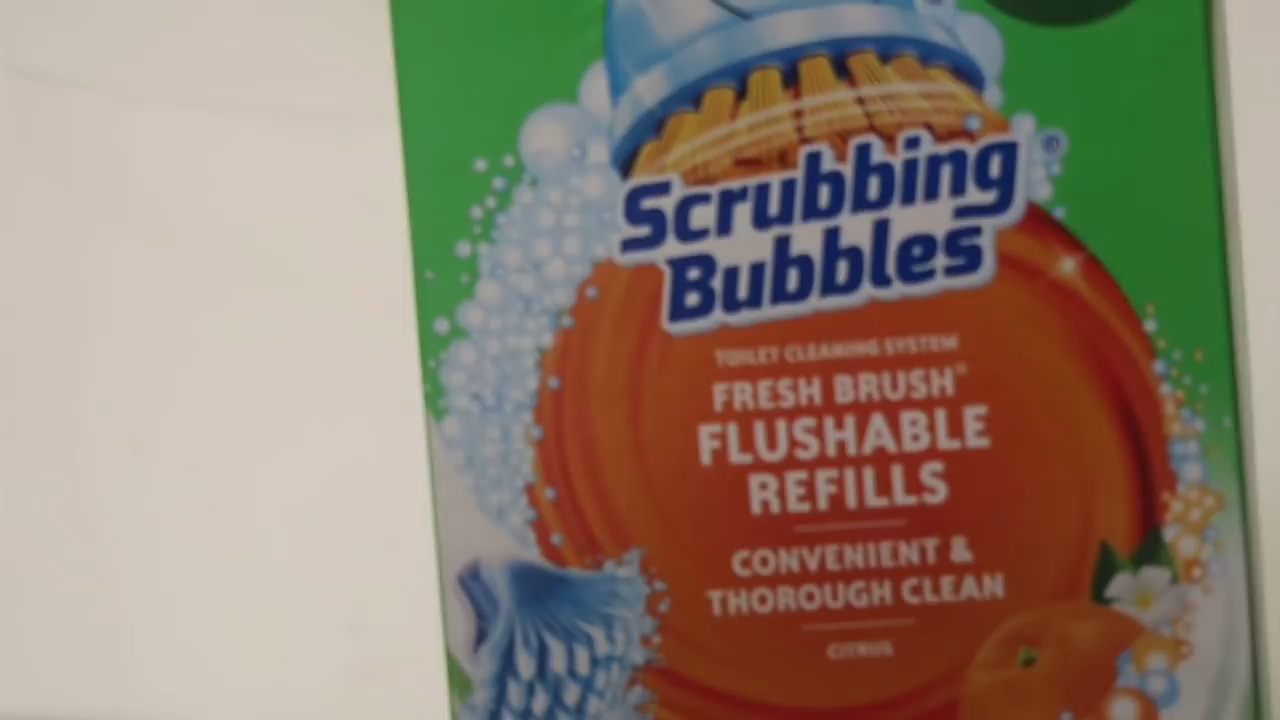 Scrubbing®
Bubbles
TOILET CLEANING SYSTEM
FRESH BRUSH®
FLUSHABLE
REFILLS
CONVENIENT &
THOROUGH CLEAN
CITRUS